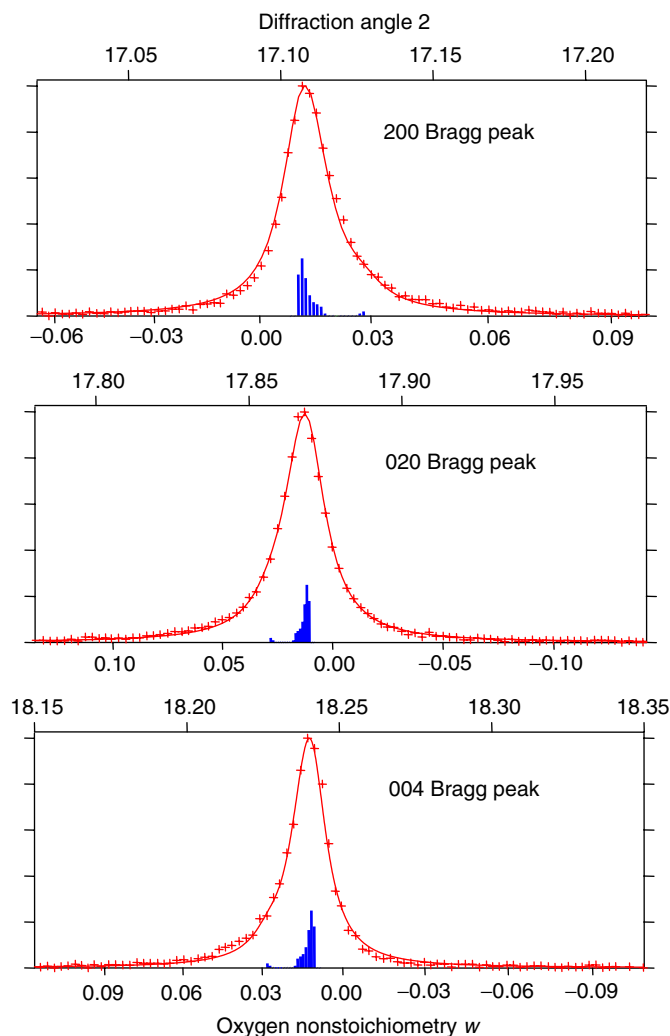 Diffraction angle 2
17.05 17.10 17.15 17.20
200 Bragg peak
−0.06 −0.03 0.00 0.03 0.06 0.09
17.80 17.85 17.90 17.95
020 Bragg peak
0.10 0.05 0.00 −0.05 −0.10
18.15 18.20 18.25 18.30 18.35
004 Bragg peak
0.09 0.06 0.03 0.00 −0.03 −0.06 −0.09
Oxygen nonstoichiometry w